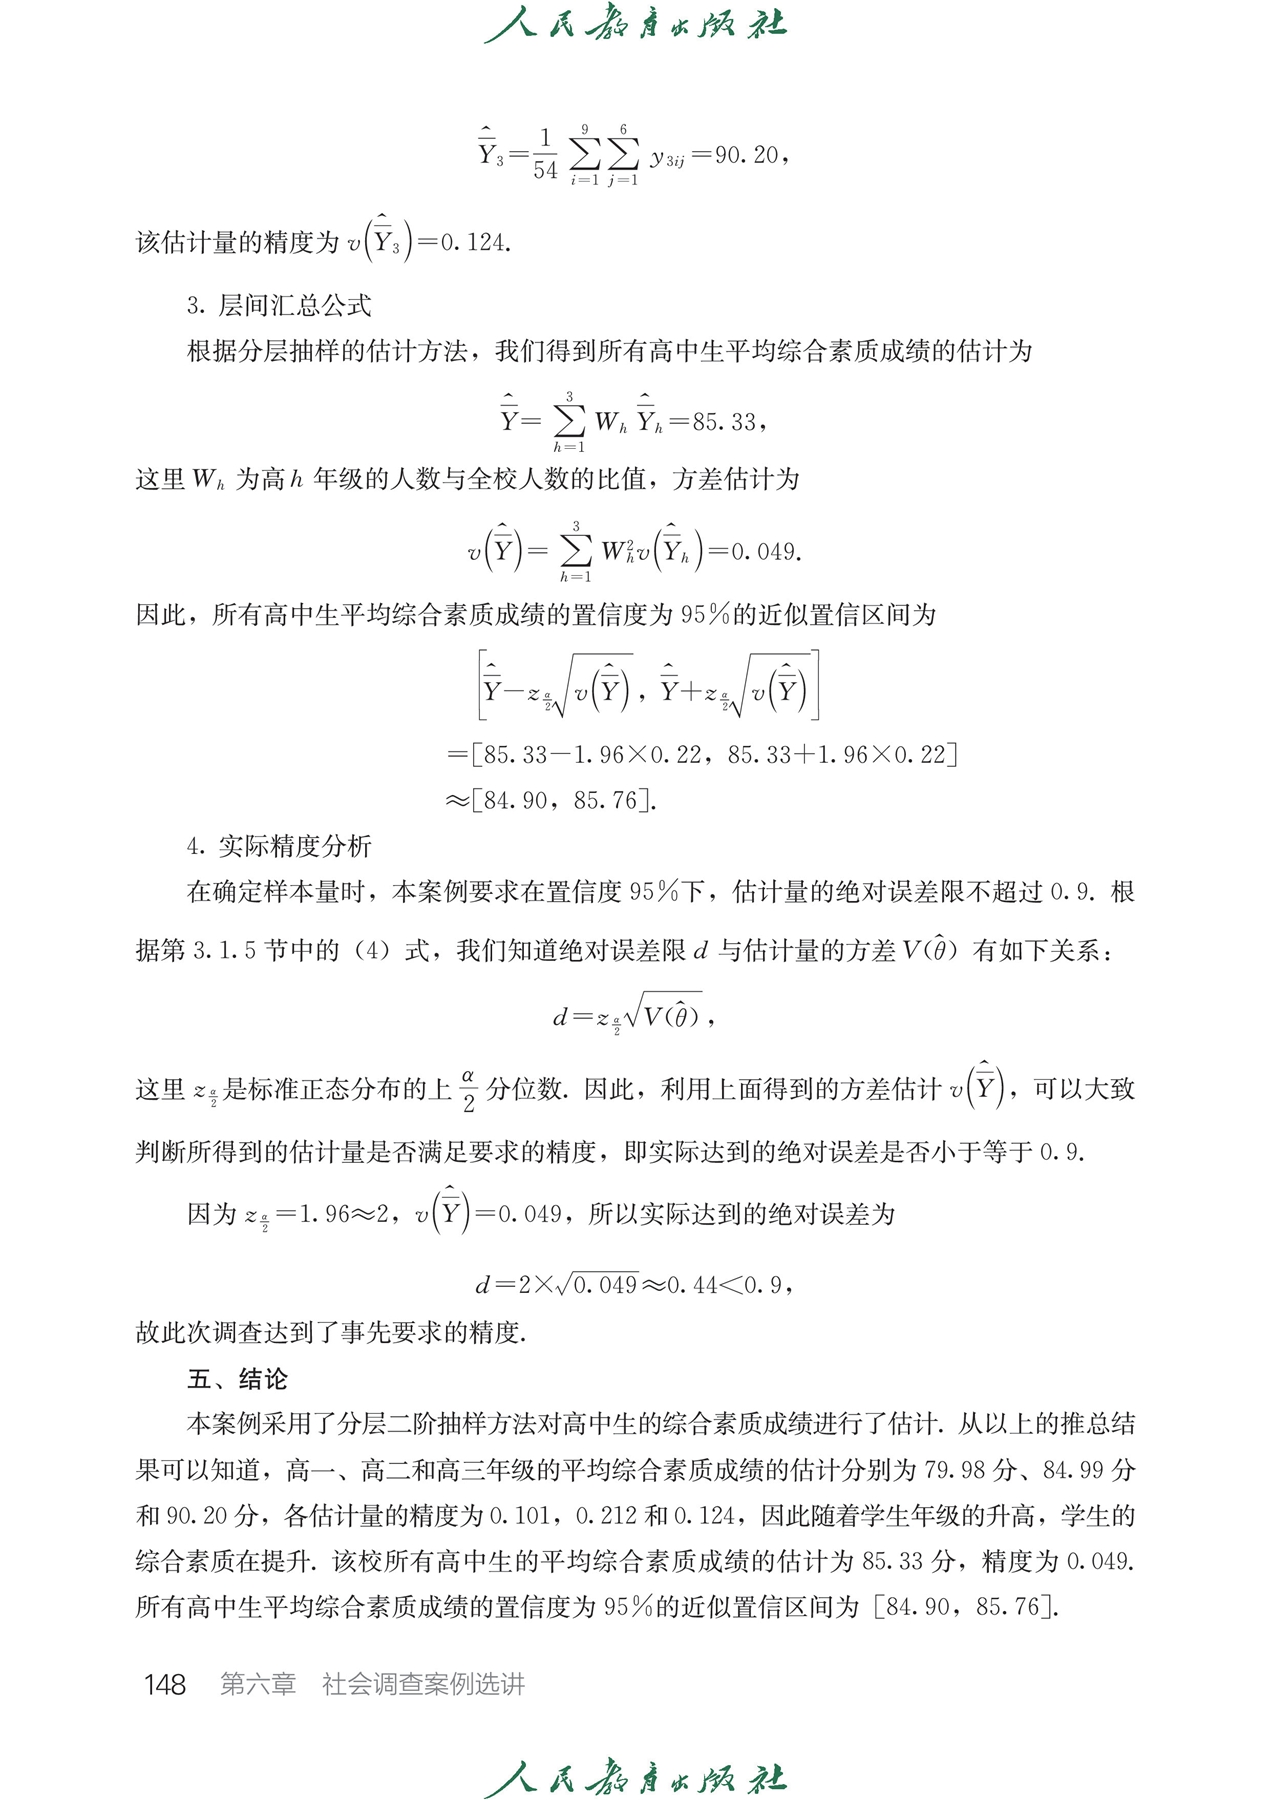 人民教育出版社
$\hat{\overline{Y}}_3=\frac{1}{54}\sum_{i=1}^{9}\sum_{j=1}^{6}y_{3ij}=90.20$，
该估计量的精度为 $v\left(\hat{\overline{Y}}_3\right)=0.124$.
3. 层间汇总公式
根据分层抽样的估计方法，我们得到所有高中生平均综合素质成绩的估计为
$\hat{\overline{Y}}=\sum_{h=1}^{3}W_h\hat{\overline{Y}}_h=85.33$，
这里 $W_h$ 为高 $h$ 年级的人数与全校人数的比值，方差估计为
$v\left(\hat{\overline{Y}}\right)=\sum_{h=1}^{3}W_h^2v\left(\hat{\overline{Y}}_h\right)=0.049$.
因此，所有高中生平均综合素质成绩的置信度为 95%的近似置信区间为
$\left[\hat{\overline{Y}}-z_{\frac{\alpha}{2}}\sqrt{v\left(\hat{\overline{Y}}\right)}，\hat{\overline{Y}}+z_{\frac{\alpha}{2}}\sqrt{v\left(\hat{\overline{Y}}\right)}\right]$
=[85.33－1.96×0.22，85.33＋1.96×0.22]
≈[84.90，85.76].
4. 实际精度分析
在确定样本量时，本案例要求在置信度 95%下，估计量的绝对误差限不超过 0.9. 根
据第 3.1.5 节中的（4）式，我们知道绝对误差限 $d$ 与估计量的方差 $V(\hat{\theta})$ 有如下关系：
$d=z_{\frac{\alpha}{2}}\sqrt{V(\hat{\theta})}$，
这里 $z_{\frac{\alpha}{2}}$是标准正态分布的上 $\frac{\alpha}{2}$ 分位数. 因此，利用上面得到的方差估计 $v\left(\hat{\overline{Y}}\right)$，可以大致
判断所得到的估计量是否满足要求的精度，即实际达到的绝对误差是否小于等于 0.9.
因为 $z_{\frac{\alpha}{2}}=1.96≈2$，$v\left(\hat{\overline{Y}}\right)=0.049$，所以实际达到的绝对误差为
$d=2×\sqrt{0.049}≈0.44<0.9$，
故此次调查达到了事先要求的精度.
五、结论
本案例采用了分层二阶抽样方法对高中生的综合素质成绩进行了估计. 从以上的推总结
果可以知道，高一、高二和高三年级的平均综合素质成绩的估计分别为 79.98 分、84.99 分
和 90.20 分，各估计量的精度为 0.101，0.212 和 0.124，因此随着学生年级的升高，学生的
综合素质在提升. 该校所有高中生的平均综合素质成绩的估计为 85.33 分，精度为 0.049.
所有高中生平均综合素质成绩的置信度为 95%的近似置信区间为 [84.90，85.76].
148 第六章 社会调查案例选讲
人民教育出版社